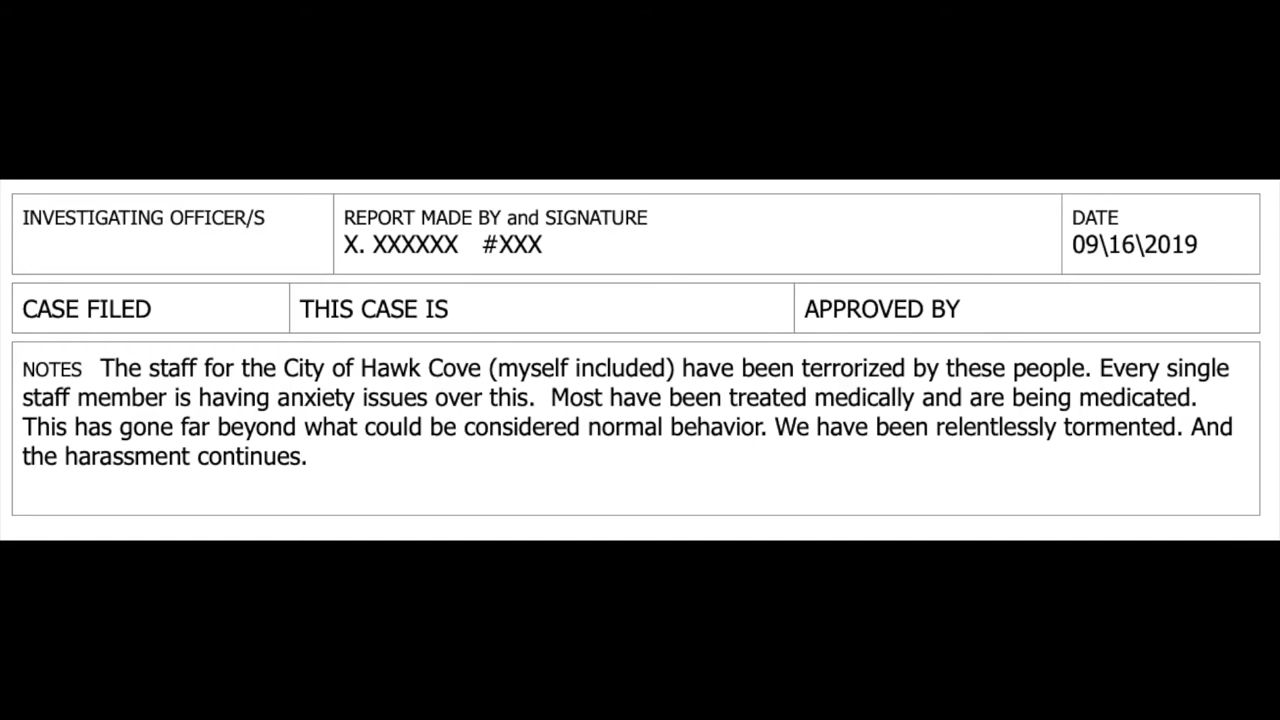 INVESTIGATING OFFICER/S
REPORT MADE BY and SIGNATURE
X. XXXXXX #XXX
DATE
09\16\2019
CASE FILED
THIS CASE IS
APPROVED BY
NOTES The staff for the City of Hawk Cove (myself included) have been terrorized by these people. Every single
staff member is having anxiety issues over this. Most have been treated medically and are being medicated.
This has gone far beyond what could be considered normal behavior. We have been relentlessly tormented. And
the harassment continues.